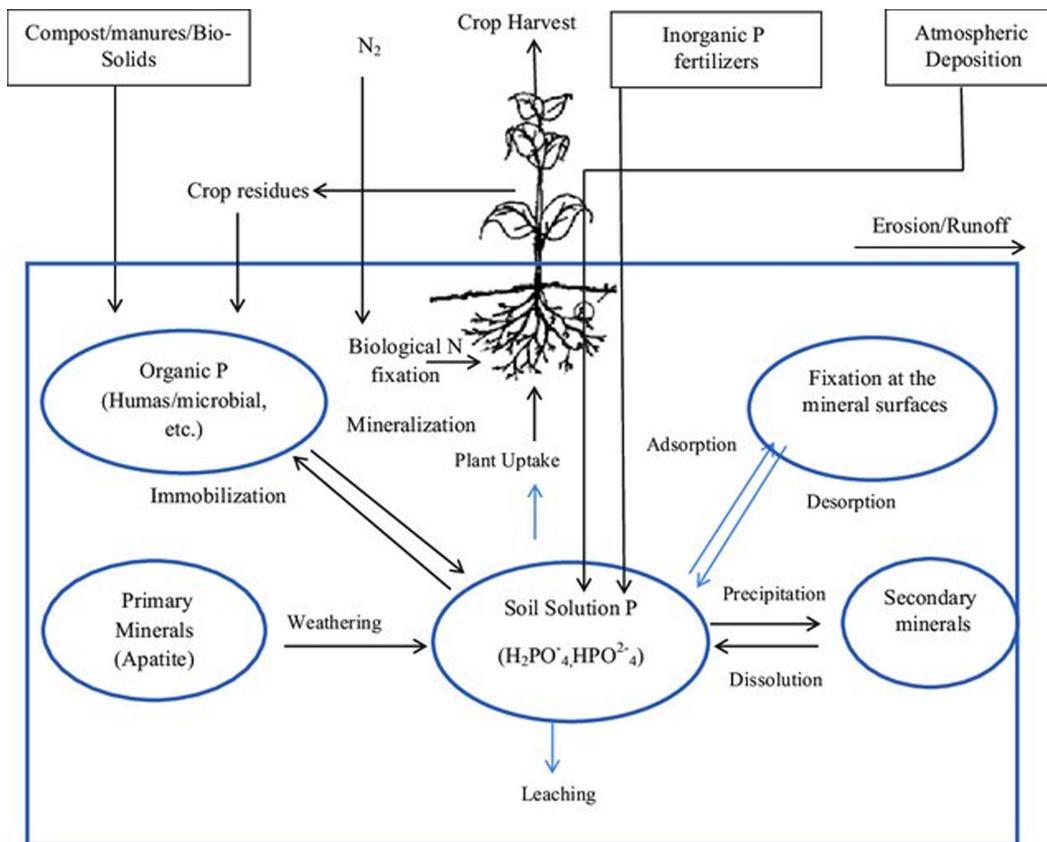 Compost/manures/Bio-
Solids
N₂
Crop Harvest
Inorganic P
fertilizers
Atmospheric
Deposition
Crop residues
Erosion/Runoff
Organic P
(Humas/microbial,
etc.)
Biological N
fixation
Mineralization
Plant Uptake
Immobilization
Fixation at the
mineral surfaces
Adsorption
Desorption
Primary
Minerals
(Apatite)
Weathering
Soil Solution P
(H₂PO⁻₄,HPO²⁻₄)
Precipitation
Dissolution
Secondary
minerals
Leaching